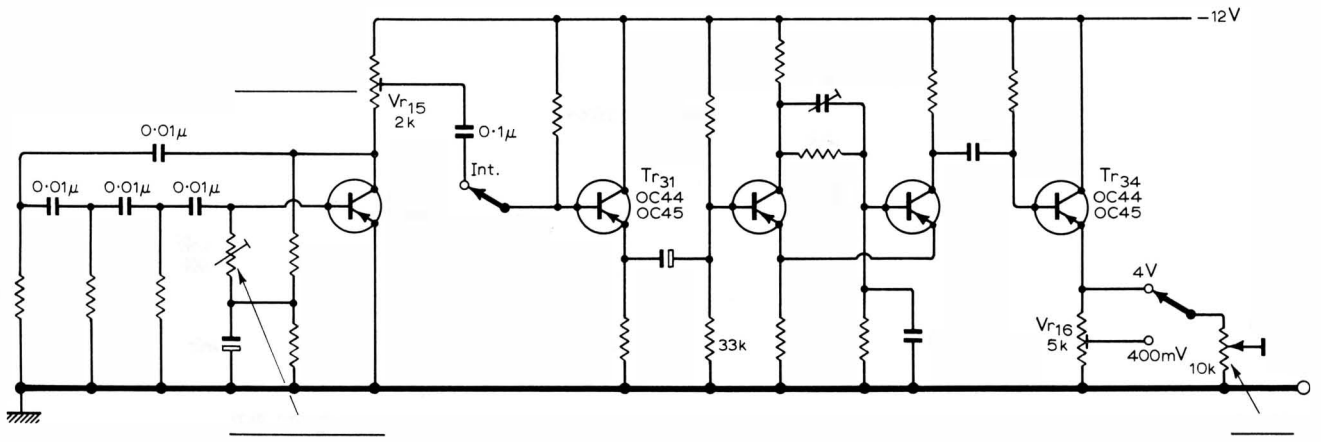 -12V
Vr15
2k
0·01μ
0·1μ
Int.
0·01μ
0·01μ
0·01μ
Tr31
OC44
OC45
Tr34
OC44
OC45
4V
33k
Vr16
5k
400mV
10k